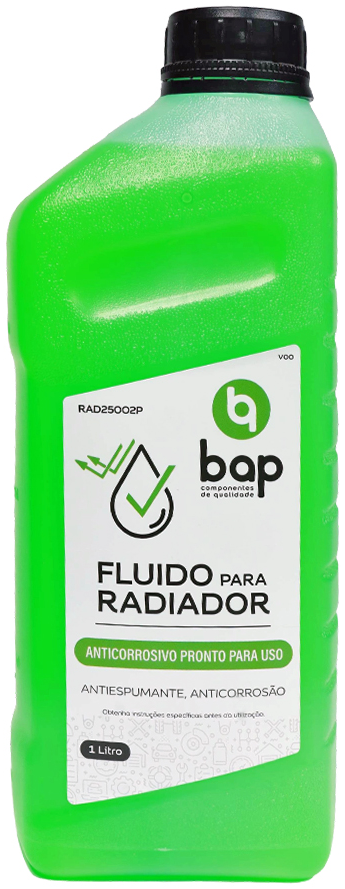 V00
RAD25002P
bap
componentes
de qualidade
FLUIDO PARA
RADIADOR
ANTICORROSIVO PRONTO PARA USO
ANTIESPUMANTE, ANTICORROSÃO
Obtenha instruções específicas antes da utilização.
1 Litro